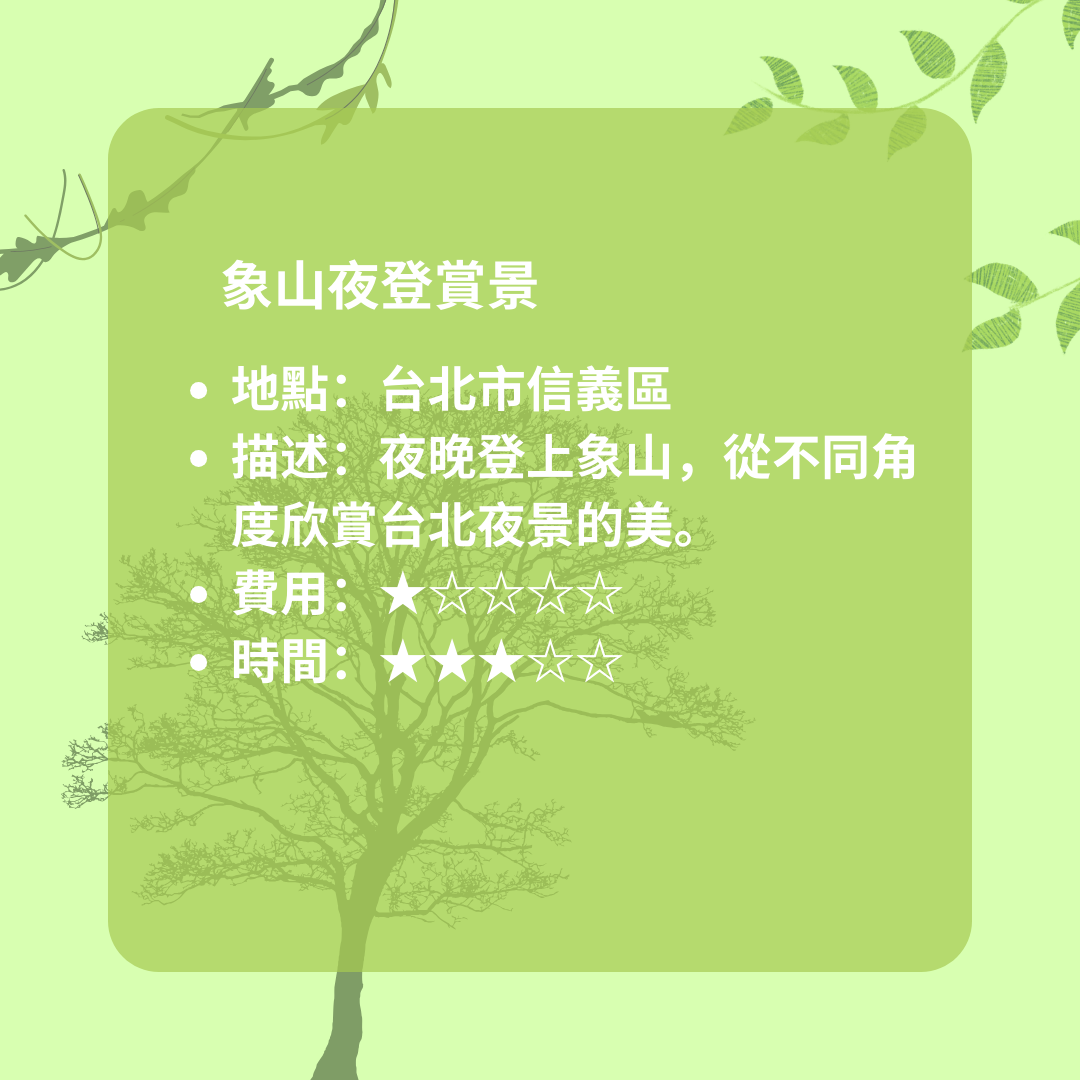 象山夜登賞景
• 地點：台北市信義區
• 描述：夜晚登上象山，從不同角
度欣賞台北夜景的美。
• 費用：★☆☆☆☆
• 時間：★★★☆☆